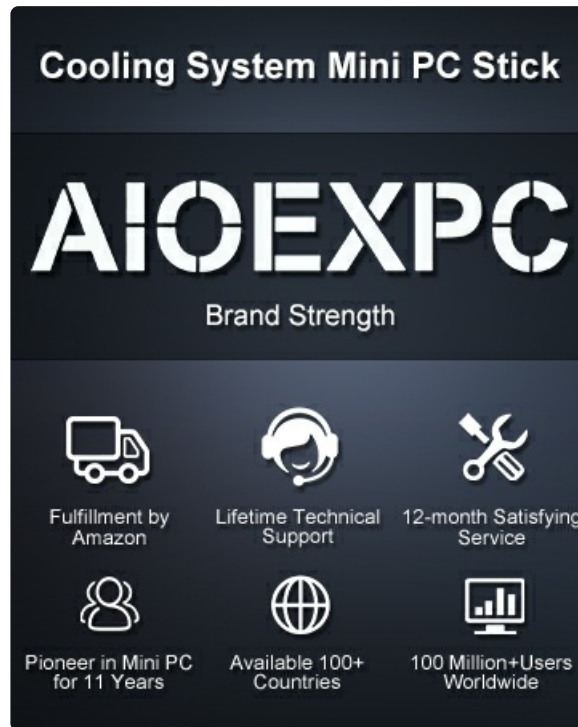 Cooling System Mini PC Stick
AIOEXPC
Brand Strength
Fulfillment by
Amazon
Lifetime Technical
Support
12-month Satisfying
Service
Pioneer in Mini PC
for 11 Years
Available 100+
Countries
100 Million+Users
Worldwide